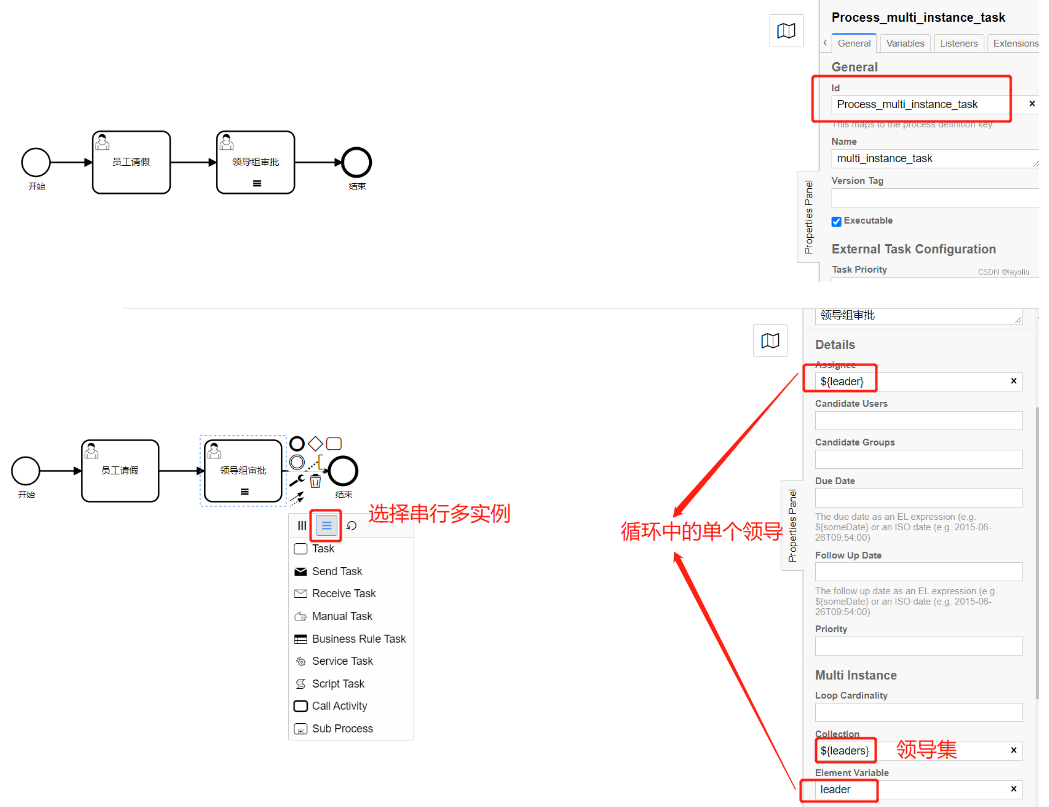 Process_multi_instance_task
General
Variables
Listeners
Extensions
General
Id
Process_multi_instance_task
This maps to the process definition key.
Name
multi_instance_task
Version Tag
Executable
External Task Configuration
Task Priority
CSDN @leyoliu
Properties Panel
员工请假
领导组审批
开始
结束
领导组审批
Details
Assignee
${leader}
Candidate Users
Candidate Groups
Due Date
The due date as an EL expression (e.g.
${someDate} or an ISO date (e.g. 2015-06-
26T09:54:00)
Follow Up Date
The follow up date as an EL expression (e.g.
${someDate} or an ISO date (e.g. 2015-06-
26T09:54:00)
Priority
Multi Instance
Loop Cardinality
Collection
${leaders}
领导集
Element Variable
leader
Properties Panel
循环中的单个领导
员工请假
领导组审批
开始
结束
选择串行多实例
Task
Send Task
Receive Task
Manual Task
Business Rule Task
Service Task
Script Task
Call Activity
Sub Process